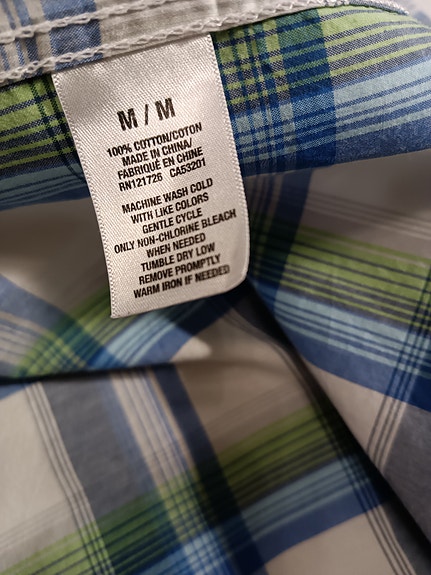 M / M
100% COTTON/COTON
MADE IN CHINA/
FABRIQUÉ EN CHINE
RN121726 CA53201
MACHINE WASH COLD
WITH LIKE COLORS
GENTLE CYCLE
ONLY NON-CHLORINE BLEACH
WHEN NEEDED
TUMBLE DRY LOW
REMOVE PROMPTLY
WARM IRON IF NEEDED